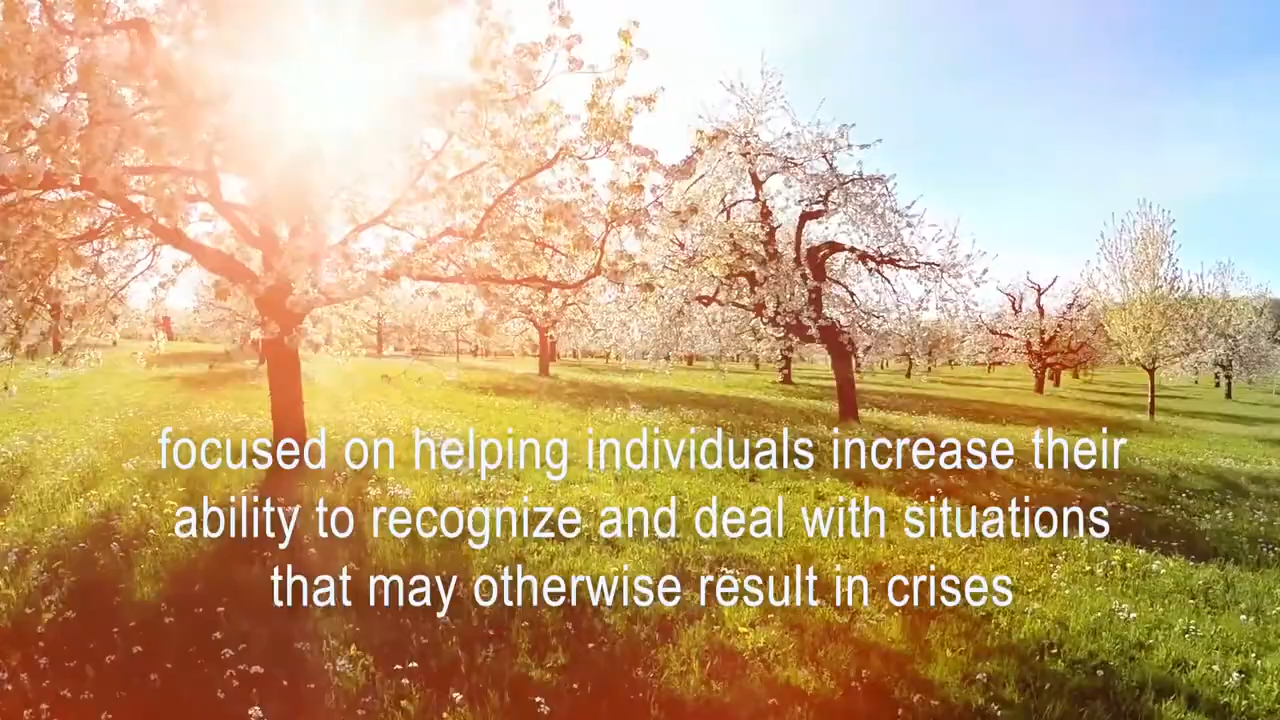 focused on helping individuals increase their
ability to recognize and deal with situations
that may otherwise result in crises